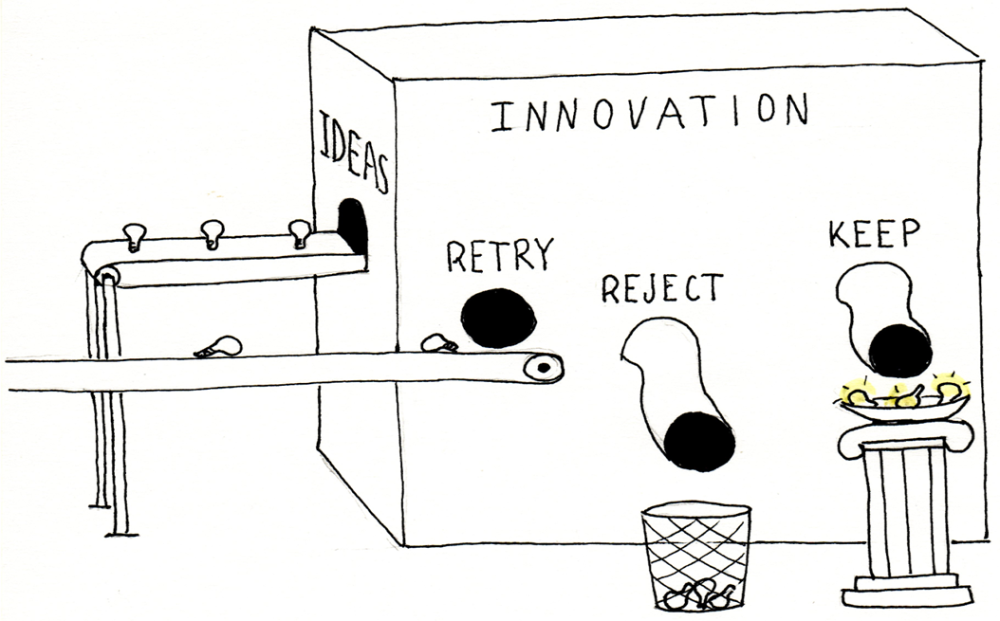 INNOVATION
IDEAS
RETRY
REJECT
KEEP